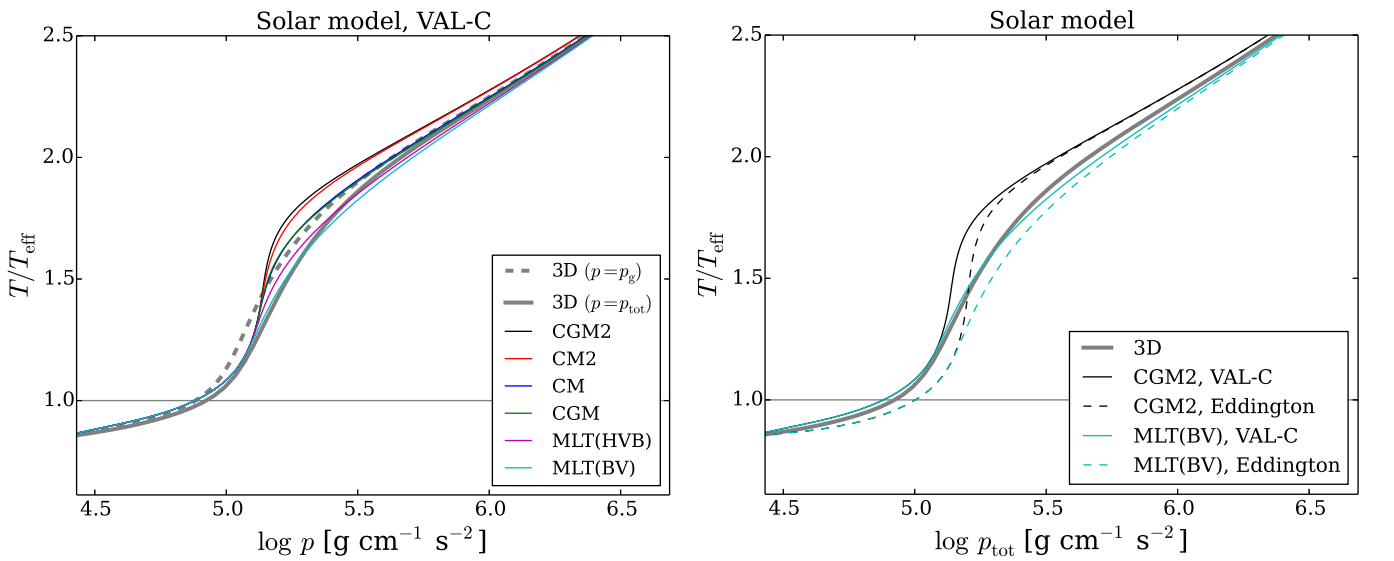 Solar model, VAL-C
2.5
2.0
1.5
1.0
T/T_eff
4.5 5.0 5.5 6.0 6.5
log p [g cm⁻¹ s⁻²]
3D (p=p_g)
3D (p=p_tot)
CGM2
CM2
CM
CGM
MLT(HVB)
MLT(BV)
Solar model
2.5
2.0
1.5
1.0
T/T_eff
4.5 5.0 5.5 6.0 6.5
log p_tot [g cm⁻¹ s⁻²]
3D
CGM2, VAL-C
CGM2, Eddington
MLT(BV), VAL-C
MLT(BV), Eddington